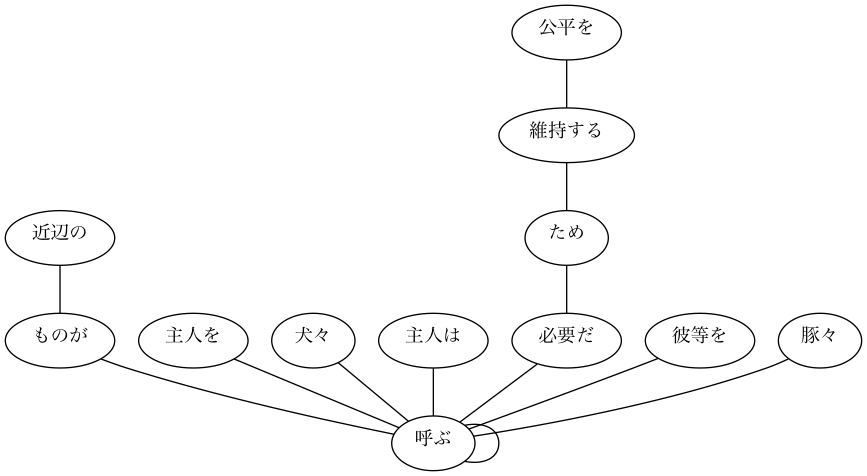 公平を
維持する
近辺の
ため
ものが
主人を
犬々
主人は
必要だ
彼等を
豚々
呼ぶ